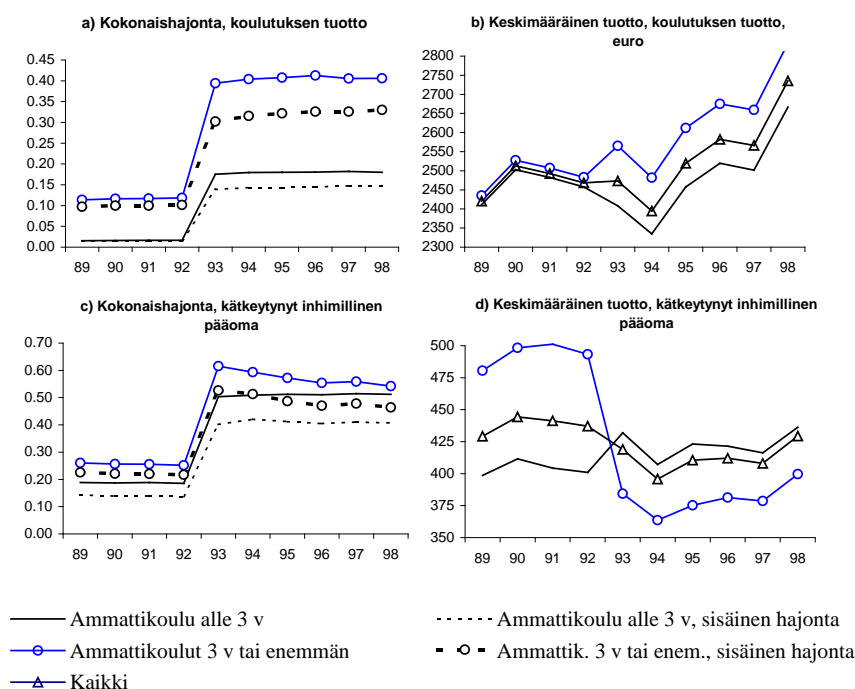 a) Kokonaishajonta, koulutuksen tuotto
0.45
0.40
0.35
0.30
0.25
0.20
0.15
0.10
0.05
0.00
89 90 91 92 93 94 95 96 97 98
b) Keskimääräinen tuotto, koulutuksen tuotto,
euro
2800
2750
2700
2650
2600
2550
2500
2450
2400
2350
2300
89 90 91 92 93 94 95 96 97 98
c) Kokonaishajonta, kätkeytynyt inhimillinen
pääoma
0.70
0.60
0.50
0.40
0.30
0.20
0.10
0.00
89 90 91 92 93 94 95 96 97 98
d) Keskimääräinen tuotto, kätkeytynyt inhimillinen
pääoma
500
475
450
425
400
375
350
89 90 91 92 93 94 95 96 97 98
Ammattikoulu alle 3 v
Ammattikoulu alle 3 v, sisäinen hajonta
Ammattikoulut 3 v tai enemmän
Ammattik. 3 v tai enem., sisäinen hajonta
Kaikki